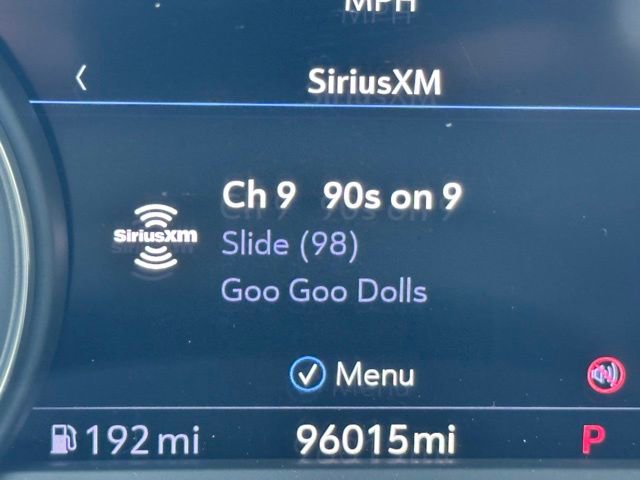 MPH
SiriusXM
Ch 9 90s on 9
SiriusXM
Slide (98)
Goo Goo Dolls
Menu
192 mi 96015mi P